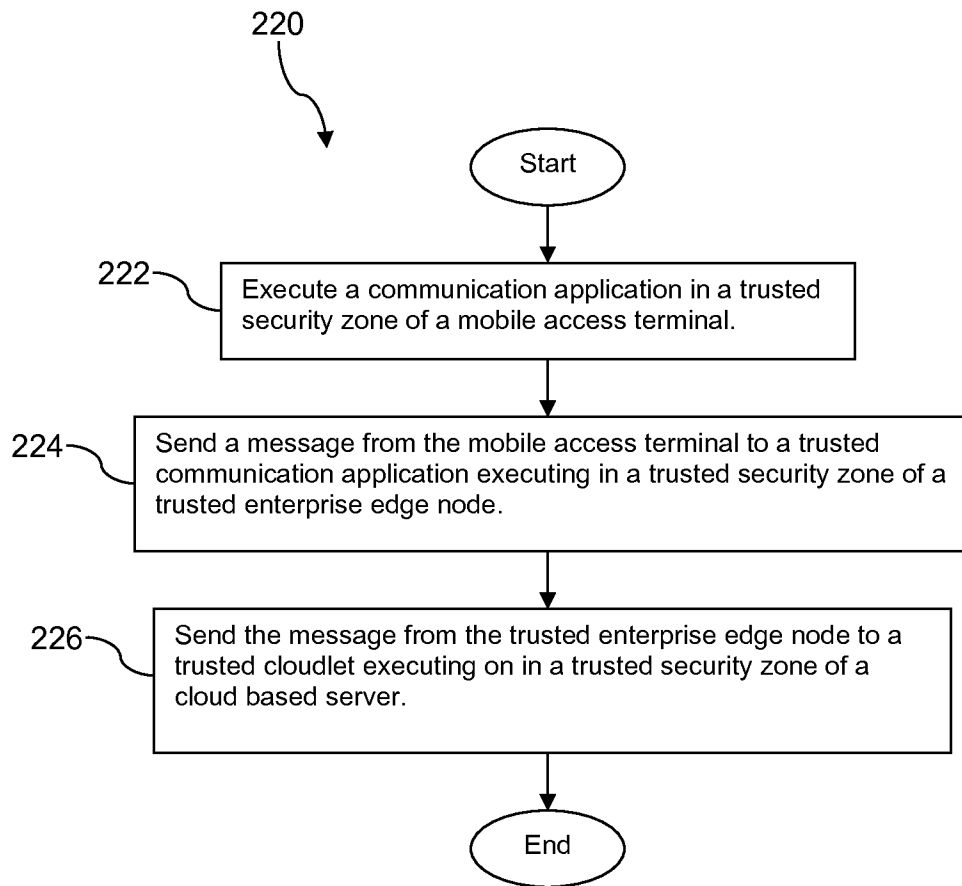 220
Start
222
Execute a communication application in a trusted
security zone of a mobile access terminal.
224
Send a message from the mobile access terminal to a trusted
communication application executing in a trusted security zone of a
trusted enterprise edge node.
226
Send the message from the trusted enterprise edge node to a
trusted cloudlet executing on in a trusted security zone of a
cloud based server.
End